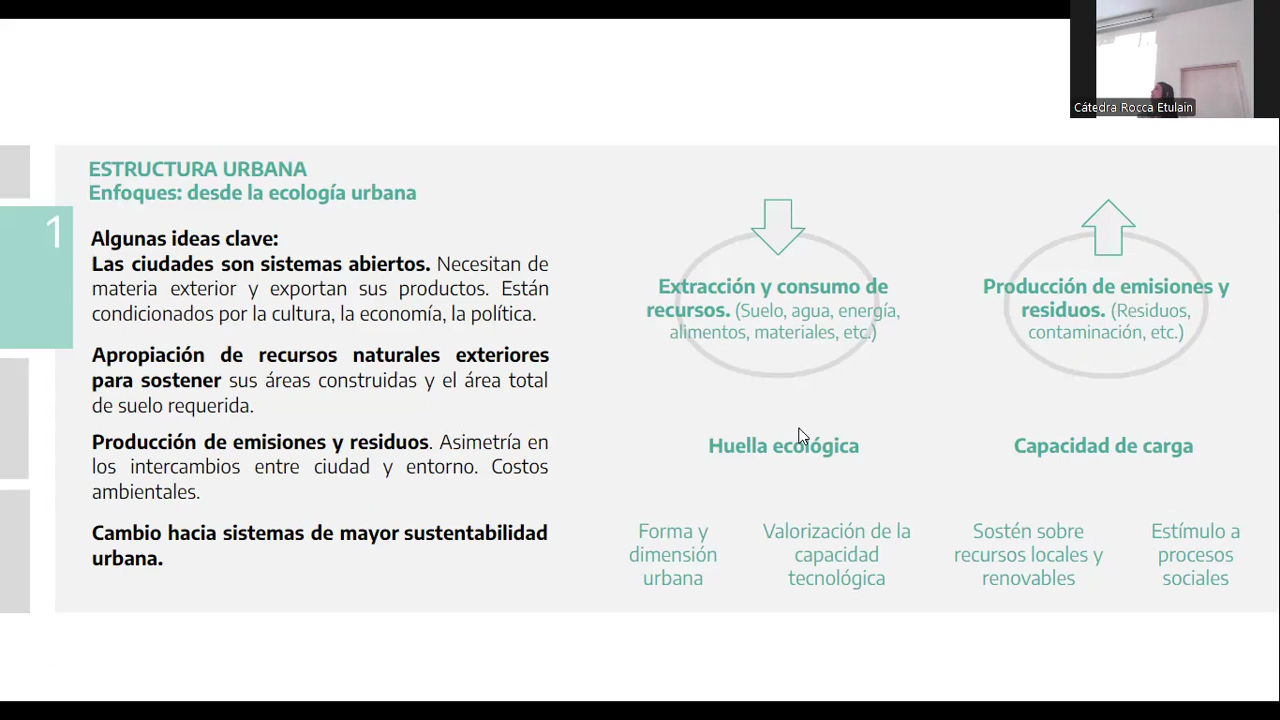 Cátedra Rocca Etulain
ESTRUCTURA URBANA
Enfoques: desde la ecología urbana
1
Algunas ideas clave:
Las ciudades son sistemas abiertos. Necesitan de
materia exterior y exportan sus productos. Están
condicionados por la cultura, la economía, la política.
Apropiación de recursos naturales exteriores
para sostener sus áreas construidas y el área total
de suelo requerida.
Producción de emisiones y residuos. Asimetría en
los intercambios entre ciudad y entorno. Costos
ambientales.
Cambio hacia sistemas de mayor sustentabilidad
urbana.
Extracción y consumo de
recursos. (Suelo, agua, energía,
alimentos, materiales, etc.)
Producción de emisiones y
residuos. (Residuos,
contaminación, etc.)
Huella ecológica
Capacidad de carga
Forma y
dimensión
urbana
Valorización de la
capacidad
tecnológica
Sostén sobre
recursos locales y
renovables
Estímulo a
procesos
sociales